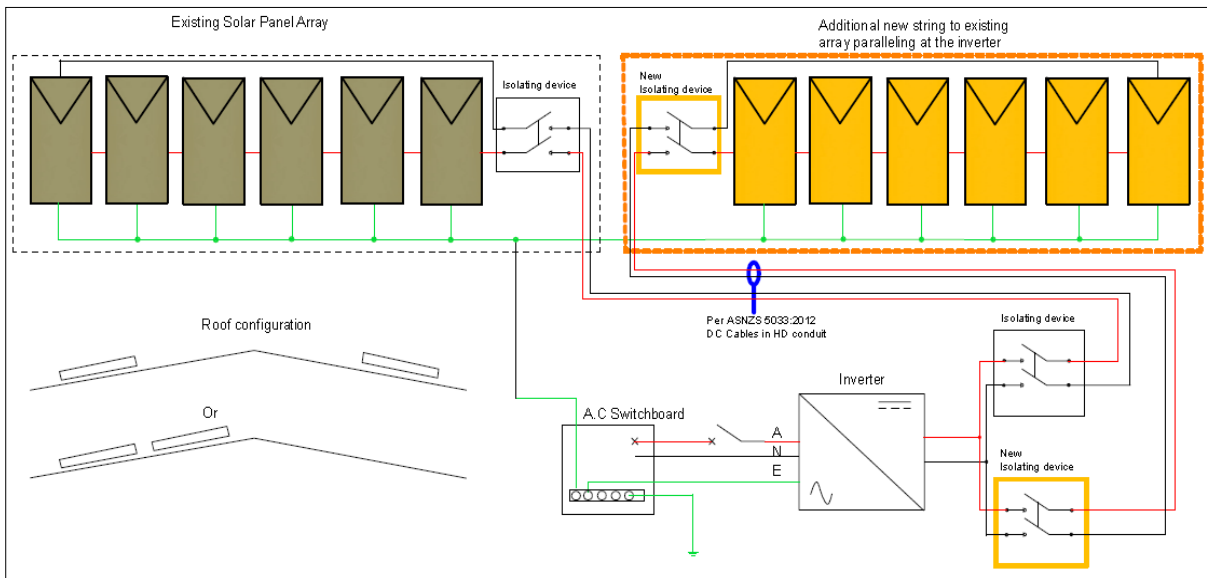 Existing Solar Panel Array
Additional new string to existing
array paralleling at the inverter
Isolating device
New
Isolating device
Per ASNZS 5033:2012
DC Cables in HD conduit
Roof configuration
Or
Isolating device
Inverter
A.C Switchboard
A
N
E
New
Isolating device